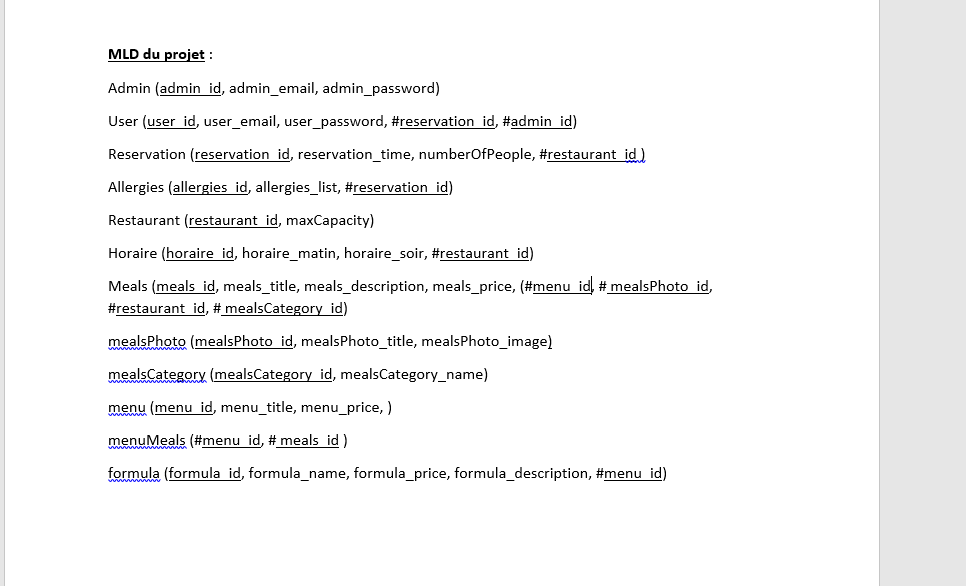 MLD du projet :
Admin (admin_id, admin_email, admin_password)
User (user_id, user_email, user_password, #reservation_id, #admin_id)
Reservation (reservation_id, reservation_time, numberOfPeople, #restaurant_id )
Allergies (allergies_id, allergies_list, #reservation_id)
Restaurant (restaurant_id, maxCapacity)
Horaire (horaire_id, horaire_matin, horaire_soir, #restaurant_id)
Meals (meals_id, meals_title, meals_description, meals_price, (#menu_id, # mealsPhoto_id,
#restaurant_id, # mealsCategory_id)
mealsPhoto (mealsPhoto_id, mealsPhoto_title, mealsPhoto_image)
mealsCategory (mealsCategory_id, mealsCategory_name)
menu (menu_id, menu_title, menu_price, )
menuMeals (#menu_id, # meals_id )
formula (formula_id, formula_name, formula_price, formula_description, #menu_id)